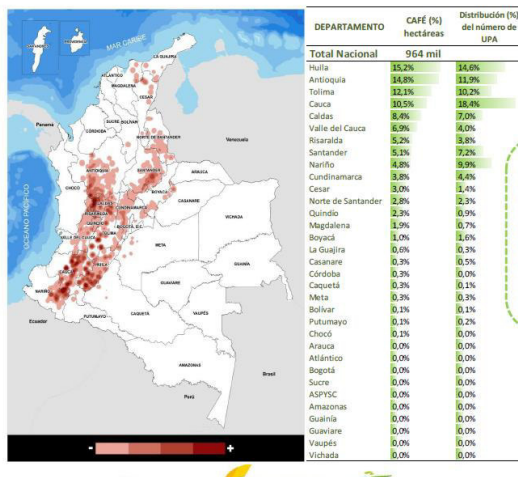 MAR CARIBE
LA GUAJIRA
ATLÁNTICO
MAGDALENA
CESAR
SUCRE
BOLIVAR
NORTE DE SANTANDER
CÓRDOBA
Panamá
Venezuela
ANTIOQUIA
SANTANDER
ARAUCA
CHOCÓ
BOYACÁ
CASANARE
CALDAS
CUNDINAMARCA
VICHADA
RISARALDA
BOGOTÁ, D.C.
OCÉANO PACÍFICO
VALLE DEL CAUCA
META
GUAINÍA
HUILA
GUAVIARE
NARIÑO
CAQUETÁ
VAUPÉS
PUTUMAYO
Ecuador
AMAZONAS
Brasil
Perú
- +
DEPARTAMENTO CAFÉ (%) hectáreas Distribución (%) del número de UPA
Total Nacional 964 mil
Huila 15,2% 14,6%
Antioquia 14,8% 11,9%
Tolima 12,1% 10,2%
Cauca 10,5% 18,4%
Caldas 8,4% 7,0%
Valle del Cauca 6,9% 4,0%
Risaralda 5,2% 3,8%
Santander 5,1% 7,2%
Nariño 4,8% 9,9%
Cundinamarca 3,8% 4,4%
Cesar 3,0% 1,4%
Norte de Santander 2,8% 2,3%
Quindio 2,3% 0,9%
Magdalena 1,9% 0,7%
Boyacá 1,0% 1,6%
La Guajira 0,6% 0,3%
Casanare 0,3% 0,5%
Córdoba 0,3% 0,0%
Caquetá 0,3% 0,1%
Meta 0,3% 0,3%
Bolívar 0,1% 0,1%
Putumayo 0,1% 0,2%
Chocó 0,1% 0,0%
Arauca 0,0% 0,0%
Atlántico 0,0% 0,0%
Bogotá 0,0% 0,0%
Sucre 0,0% 0,0%
ASPYSC 0,0% 0,0%
Amazonas 0,0% 0,0%
Guainía 0,0% 0,0%
Guaviare 0,0% 0,0%
Vaupés 0,0% 0,0%
Vichada 0,0% 0,0%